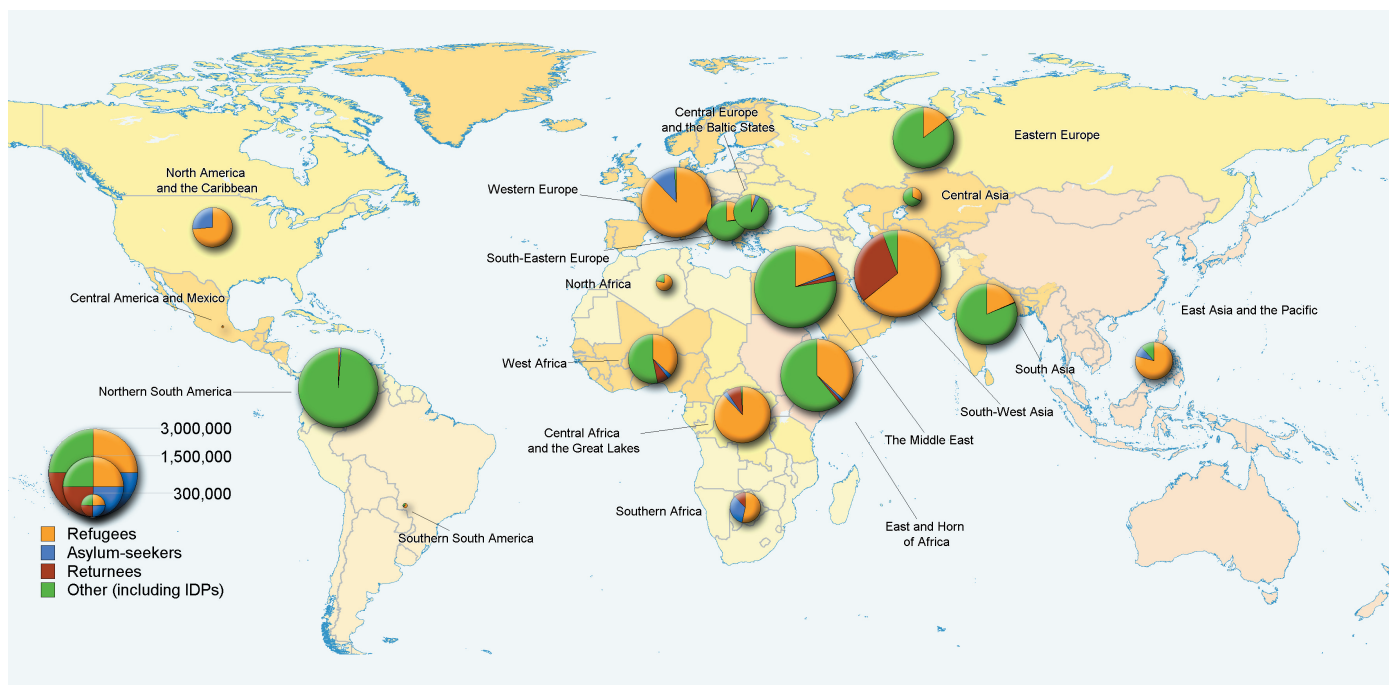 Central Europe
and the Baltic States
Eastern Europe
North America
and the Caribbean
Western Europe
Central Asia
South-Eastern Europe
North Africa
Central America and Mexico
East Asia and the Pacific
West Africa
South Asia
Northern South America
South-West Asia
3,000,000
Central Africa
and the Great Lakes
The Middle East
1,500,000
300,000
Southern Africa
East and Horn
of Africa
Southern South America
Refugees
Asylum-seekers
Returnees
Other (including IDPs)